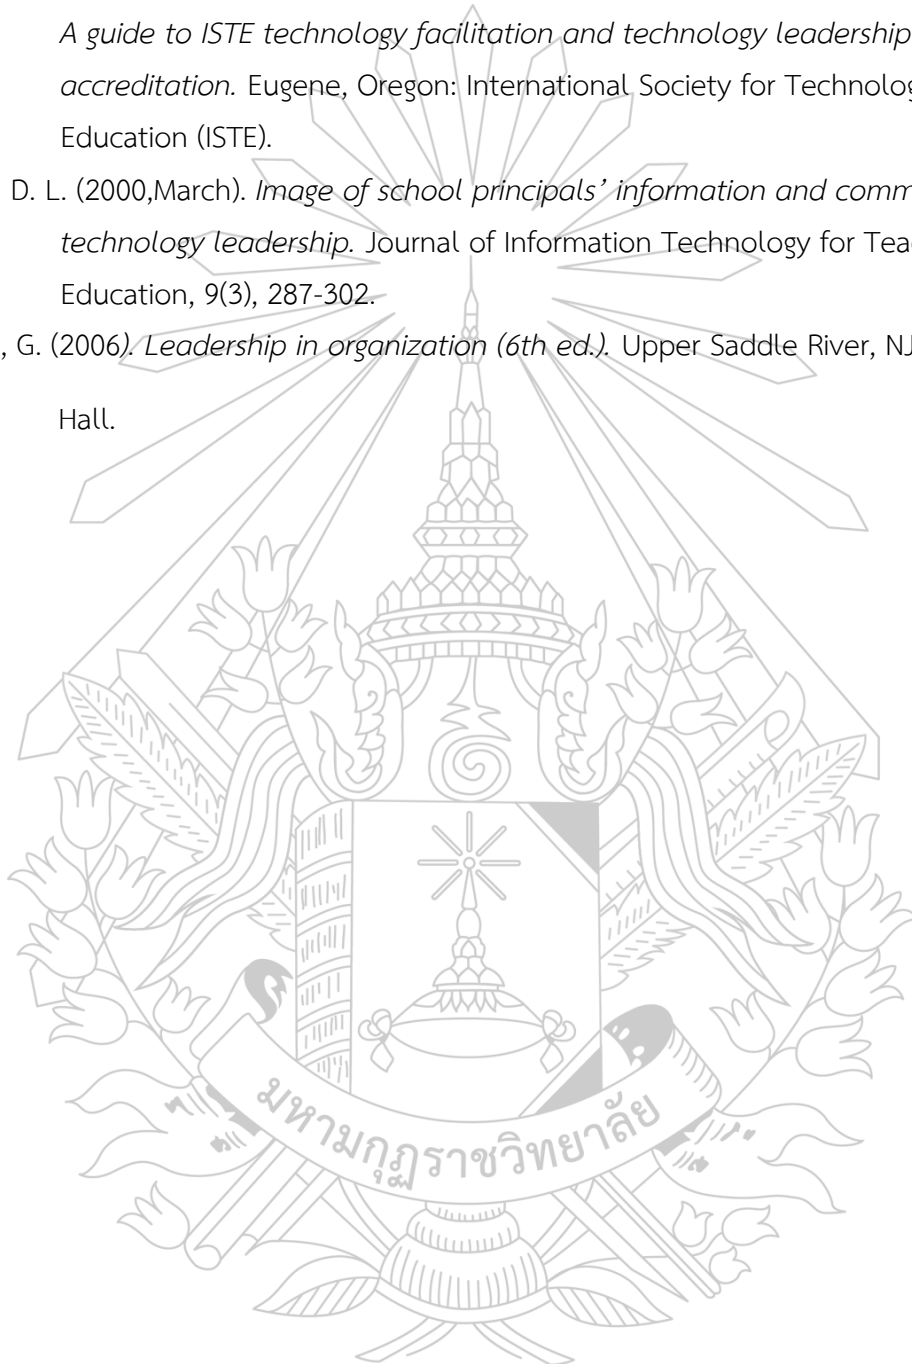 A guide to ISTE technology facilitation and technology leadership
accreditation. Eugene, Oregon: International Society for Technolog
Education (ISTE).
D. L. (2000,March). Image of school principals’ information and comm
technology leadership. Journal of Information Technology for Tea
Education, 9(3), 287-302.
, G. (2006). Leadership in organization (6th ed.). Upper Saddle River, NJ
Hall.
มหามกุฏราชวิทยาลัย